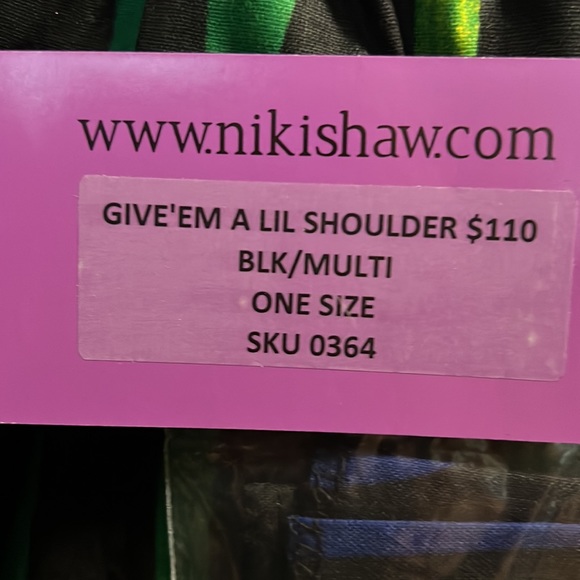 www.nikishaw.com
GIVE'EM A LIL SHOULDER $110
BLK/MULTI
ONE SiZE
SKU 0364